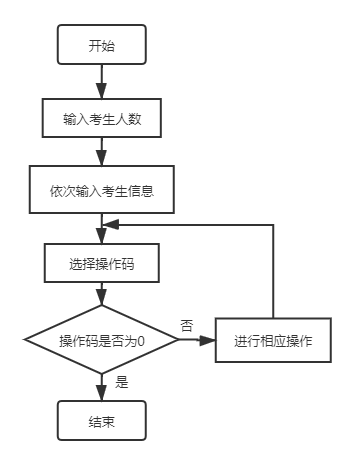 开始
输入考生人数
依次输入考生信息
选择操作码
操作码是否为0
否
进行相应操作
是
结束